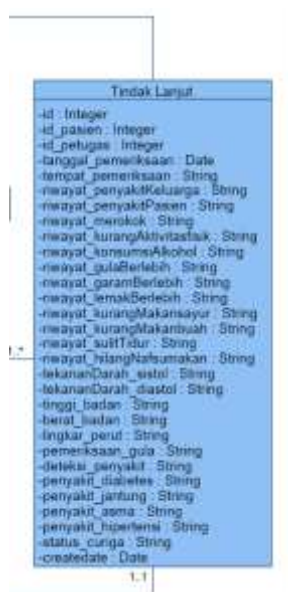 Tindak Lanjut
-id : Integer
-id_pasien : Integer
-id_petugas : Integer
-tanggal_pemeriksaan : Date
-tempat_pemeriksaan : String
-riwayat_penyakitKeluarga : String
-riwayat_penyakitPasien : String
-riwayat_merokok : String
-riwayat_kurangAktivitasfisik : String
-riwayat_konsumsiAlkohol : String
-riwayat_gulaBerlebih : String
-riwayat_garamBerlebih : String
-riwayat_lemakBerlebih : String
-riwayat_kurangMakansayur : String
-riwayat_kurangMakanbuah : String
-riwayat_sulitTidur : String
1..*
-riwayat_hilangNafsumakan : String
-tekananDarah_sistol : String
-tekananDarah_diastol : String
-tinggi_badan : String
-berat_badan : String
-lingkar_perut : String
-pemeriksaan_gula : String
-deteksi_penyakit : String
-penyakit_diabetes : String
-penyakit_jantung : String
-penyakit_asma : String
-penyakit_hipertensi : String
-status_curiga : String
-createdate : Date
1..1